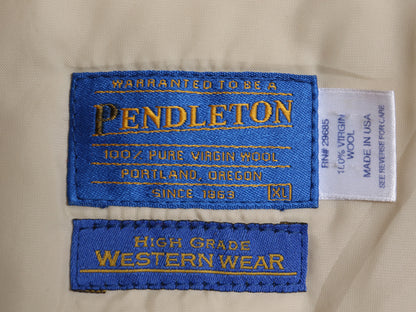 WARRANTED TO BE A
PENDLETON
100% PURE VIRGIN WOOL
PORTLAND, OREGON
SINCE 1863 XL
HIGH GRADE
WESTERN WEAR
RN# 29685
100% VIRGIN
WOOL
MADE IN USA
SEE REVERSE FOR CARE